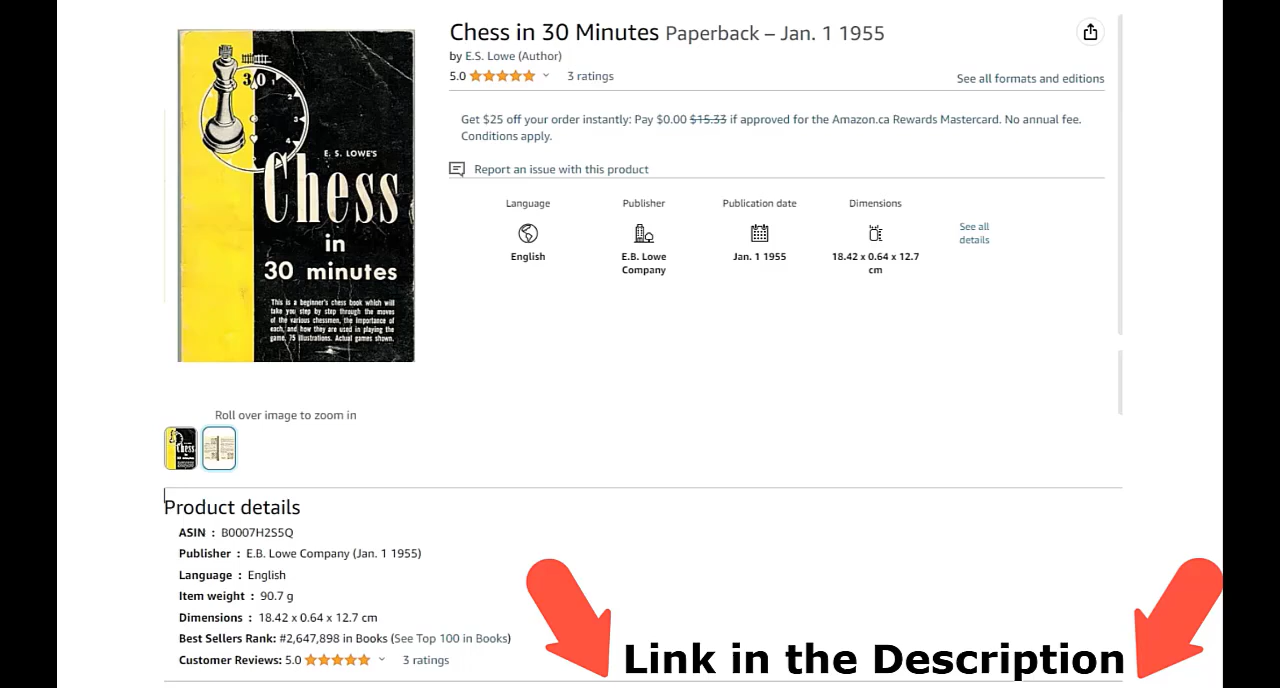 Chess in 30 Minutes Paperback – Jan. 1 1955
by E.S. Lowe (Author)
5.0 3 ratings
See all formats and editions
Get $25 off your order instantly: Pay $0.00 $15.33 if approved for the Amazon.ca Rewards Mastercard. No annual fee.
Conditions apply.
Report an issue with this product
Language Publisher Publication date Dimensions
See all
details
English E.B. Lowe Jan. 1 1955 18.42 x 0.64 x 12.7
Company cm
30 1
2
3
4
E. S. LOWE'S
Chess
in
30 minutes
This is a beginner's chess book which will
take you step by step through the moves
of the various chessmen, the importance of
each, and how they are used in playing the
game. 75 illustrations. Actual games shown.
Roll over image to zoom in
Chess
Product details
ASIN : B0007H2S5Q
Publisher : E.B. Lowe Company (Jan. 1 1955)
Language : English
Item weight : 90.7 g
Dimensions : 18.42 x 0.64 x 12.7 cm
Best Sellers Rank: #2,647,898 in Books (See Top 100 in Books)
Customer Reviews: 5.0 3 ratings
Link in the Description